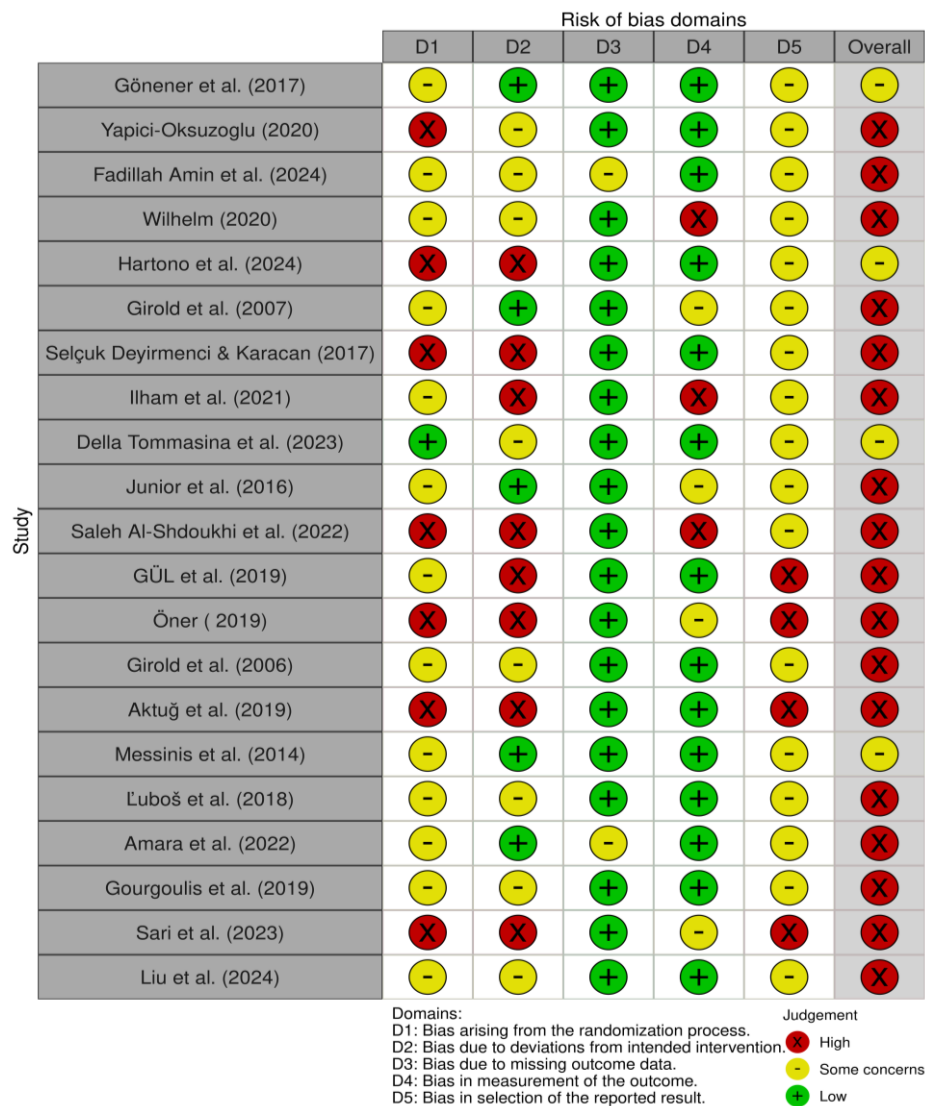 Risk of bias domains
D1 D2 D3 D4 D5 Overall
Gönener et al. (2017) - + + + - -
Yapici-Oksuzoglu (2020) X - + + - X
Fadillah Amin et al. (2024) - - - + - X
Wilhelm (2020) - - + X - X
Hartono et al. (2024) X X + + - -
Girold et al. (2007) - + + - - X
Selçuk Deyirmenci & Karacan (2017) X X + + - X
Ilham et al. (2021) - X + X - X
Della Tommasina et al. (2023) + - + + - -
Junior et al. (2016) - + + - - X
Saleh Al-Shdoukhi et al. (2022) X X + X - X
GÜL et al. (2019) - X + + X X
Öner ( 2019) X X + - X X
Girold et al. (2006) - - + + - X
Aktuğ et al. (2019) X X + + X X
Messinis et al. (2014) - + + + - -
Ľuboš et al. (2018) - - + + - X
Amara et al. (2022) - + - + - X
Gourgoulis et al. (2019) - - + + - X
Sari et al. (2023) X X + - X X
Liu et al. (2024) - - + + - X
Study
Domains:
D1: Bias arising from the randomization process.
D2: Bias due to deviations from intended intervention.
D3: Bias due to missing outcome data.
D4: Bias in measurement of the outcome.
D5: Bias in selection of the reported result.
Judgement
X High
- Some concerns
+ Low